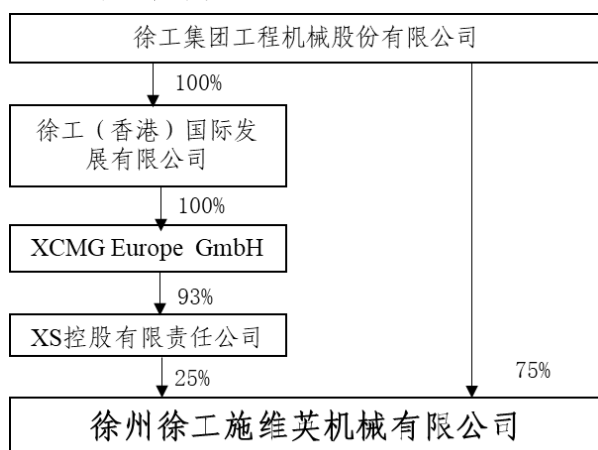 徐工集团工程机械股份有限公司
100%
徐工（香港）国际发
展有限公司
100%
XCMG Europe GmbH
93%
XS控股有限责任公司
25%
75%
徐州徐工施维英机械有限公司